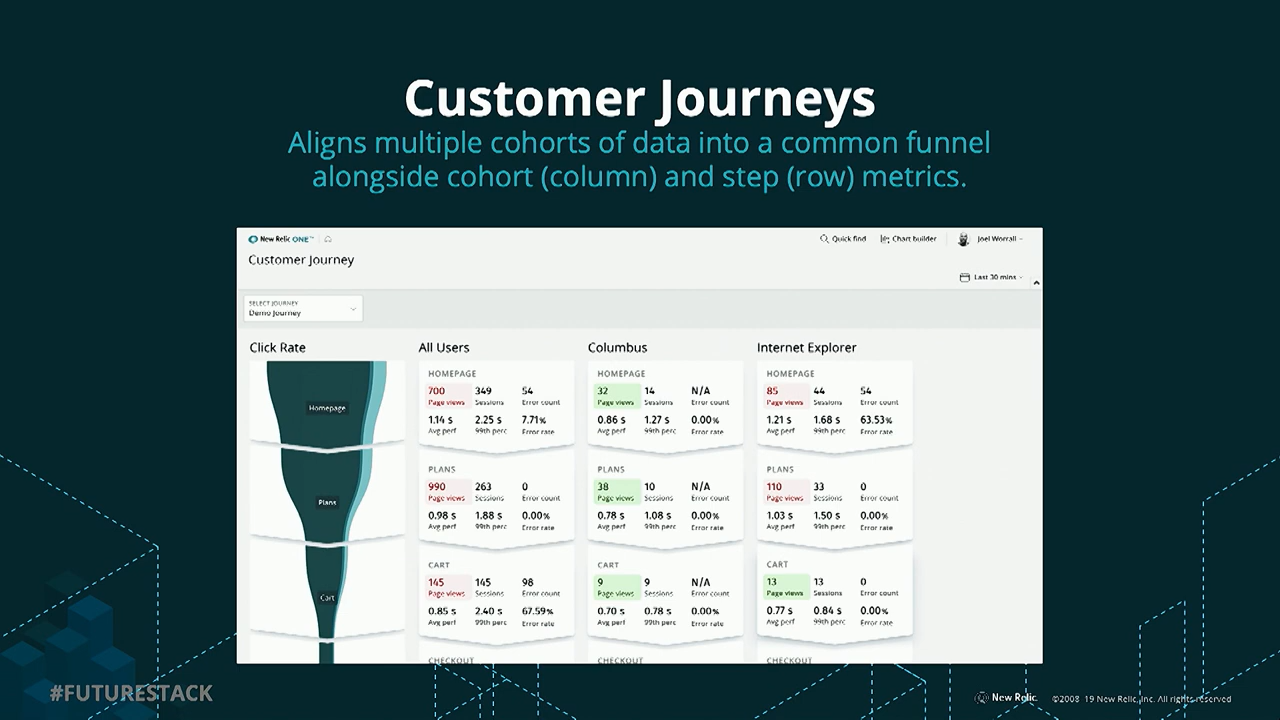 Customer Journeys
Aligns multiple cohorts of data into a common funnel
alongside cohort (column) and step (row) metrics.
New Relic ONE™
Quick find
Chart builder
Joel Worrall
Customer Journey
Last 30 mins
SELECT JOURNEY
Demo Journey
Click Rate
All Users
Columbus
Internet Explorer
Homepage
Plans
Cart
HOMEPAGE
700 349 54
Page views Sessions Error count
1.14 s 2.25 s 7.71%
Avg perf 99th perc Error rate
PLANS
990 263 0
Page views Sessions Error count
0.98 s 1.88 s 0.00%
Avg perf 99th perc Error rate
CART
145 145 98
Page views Sessions Error count
0.85 s 2.40 s 67.59%
Avg perf 99th perc Error rate
CHECKOUT
HOMEPAGE
32 14 N/A
Page views Sessions Error count
0.86 s 1.27 s 0.00%
Avg perf 99th perc Error rate
PLANS
38 10 N/A
Page views Sessions Error count
0.78 s 1.08 s 0.00%
Avg perf 99th perc Error rate
CART
9 9 N/A
Page views Sessions Error count
0.70 s 0.78 s 0.00%
Avg perf 99th perc Error rate
CHECKOUT
HOMEPAGE
85 44 54
Page views Sessions Error count
1.21 s 1.68 s 63.53%
Avg perf 99th perc Error rate
PLANS
110 33 0
Page views Sessions Error count
1.03 s 1.50 s 0.00%
Avg perf 99th perc Error rate
CART
13 13 0
Page views Sessions Error count
0.77 s 0.84 s 0.00%
Avg perf 99th perc Error rate
CHECKOUT
#FUTURESTACK
New Relic
©2008-19 New Relic, Inc. All rights reserved